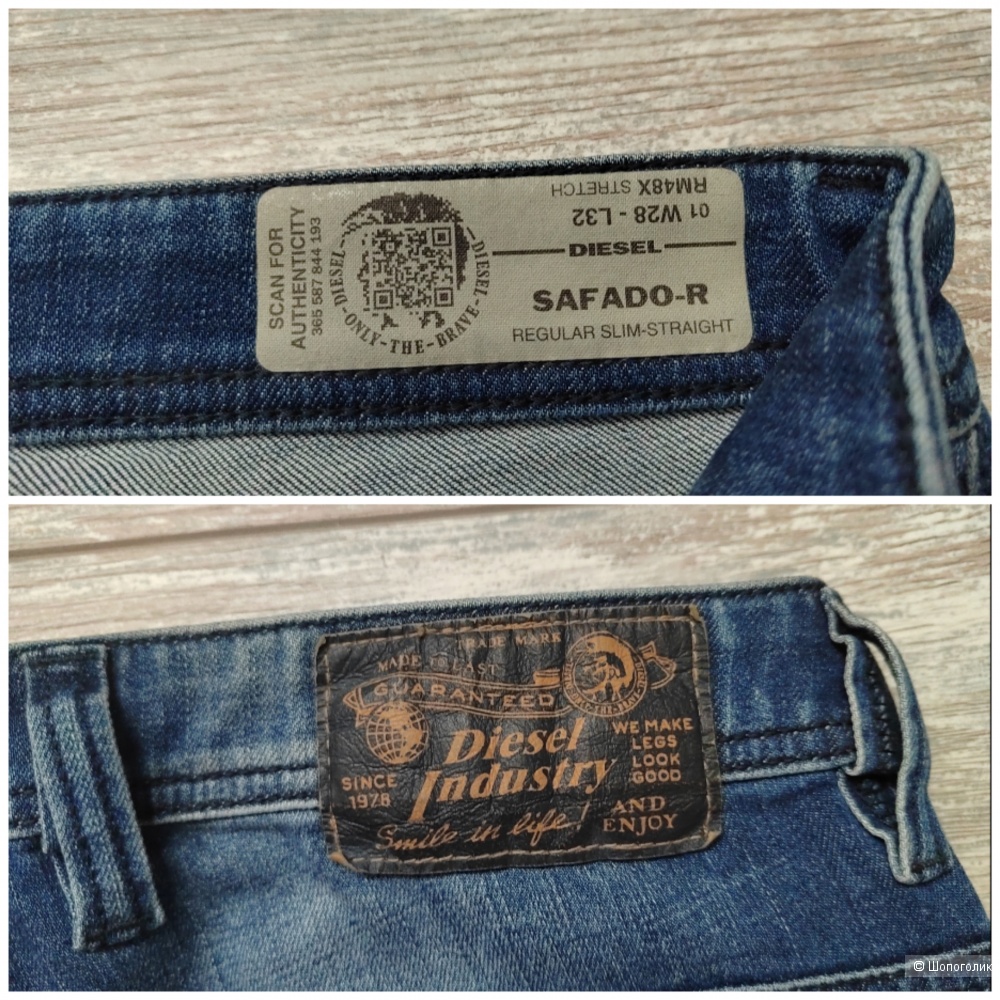 SCAN FOR
AUTHENTICITY
365 587 844 193
DIESEL-ONLY-THE-BRAVE-DIESEL
RM48X STRETCH
01 W28 - L32
DIESEL
SAFADO-R
REGULAR SLIM-STRAIGHT
TRADE MARK
MADE TO LAST
GUARANTEED
Diesel
Industry
SINCE
1978
WE MAKE
LEGS
LOOK
GOOD
AND
ENJOY
Smile in life!
© Шопоголик